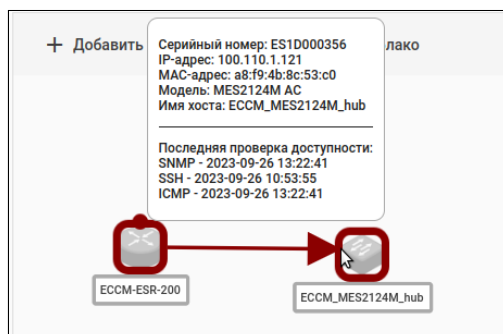 + Добавить
лако
Серийный номер: ES1D000356
IP-адрес: 100.110.1.121
MAC-адрес: a8:f9:4b:8c:53:c0
Модель: MES2124M AC
Имя хоста: ECCM_MES2124M_hub
Последняя проверка доступности:
SNMP - 2023-09-26 13:22:41
SSH - 2023-09-26 10:53:55
ICMP - 2023-09-26 13:22:41
ECCM-ESR-200
ECCM_MES2124M_hub